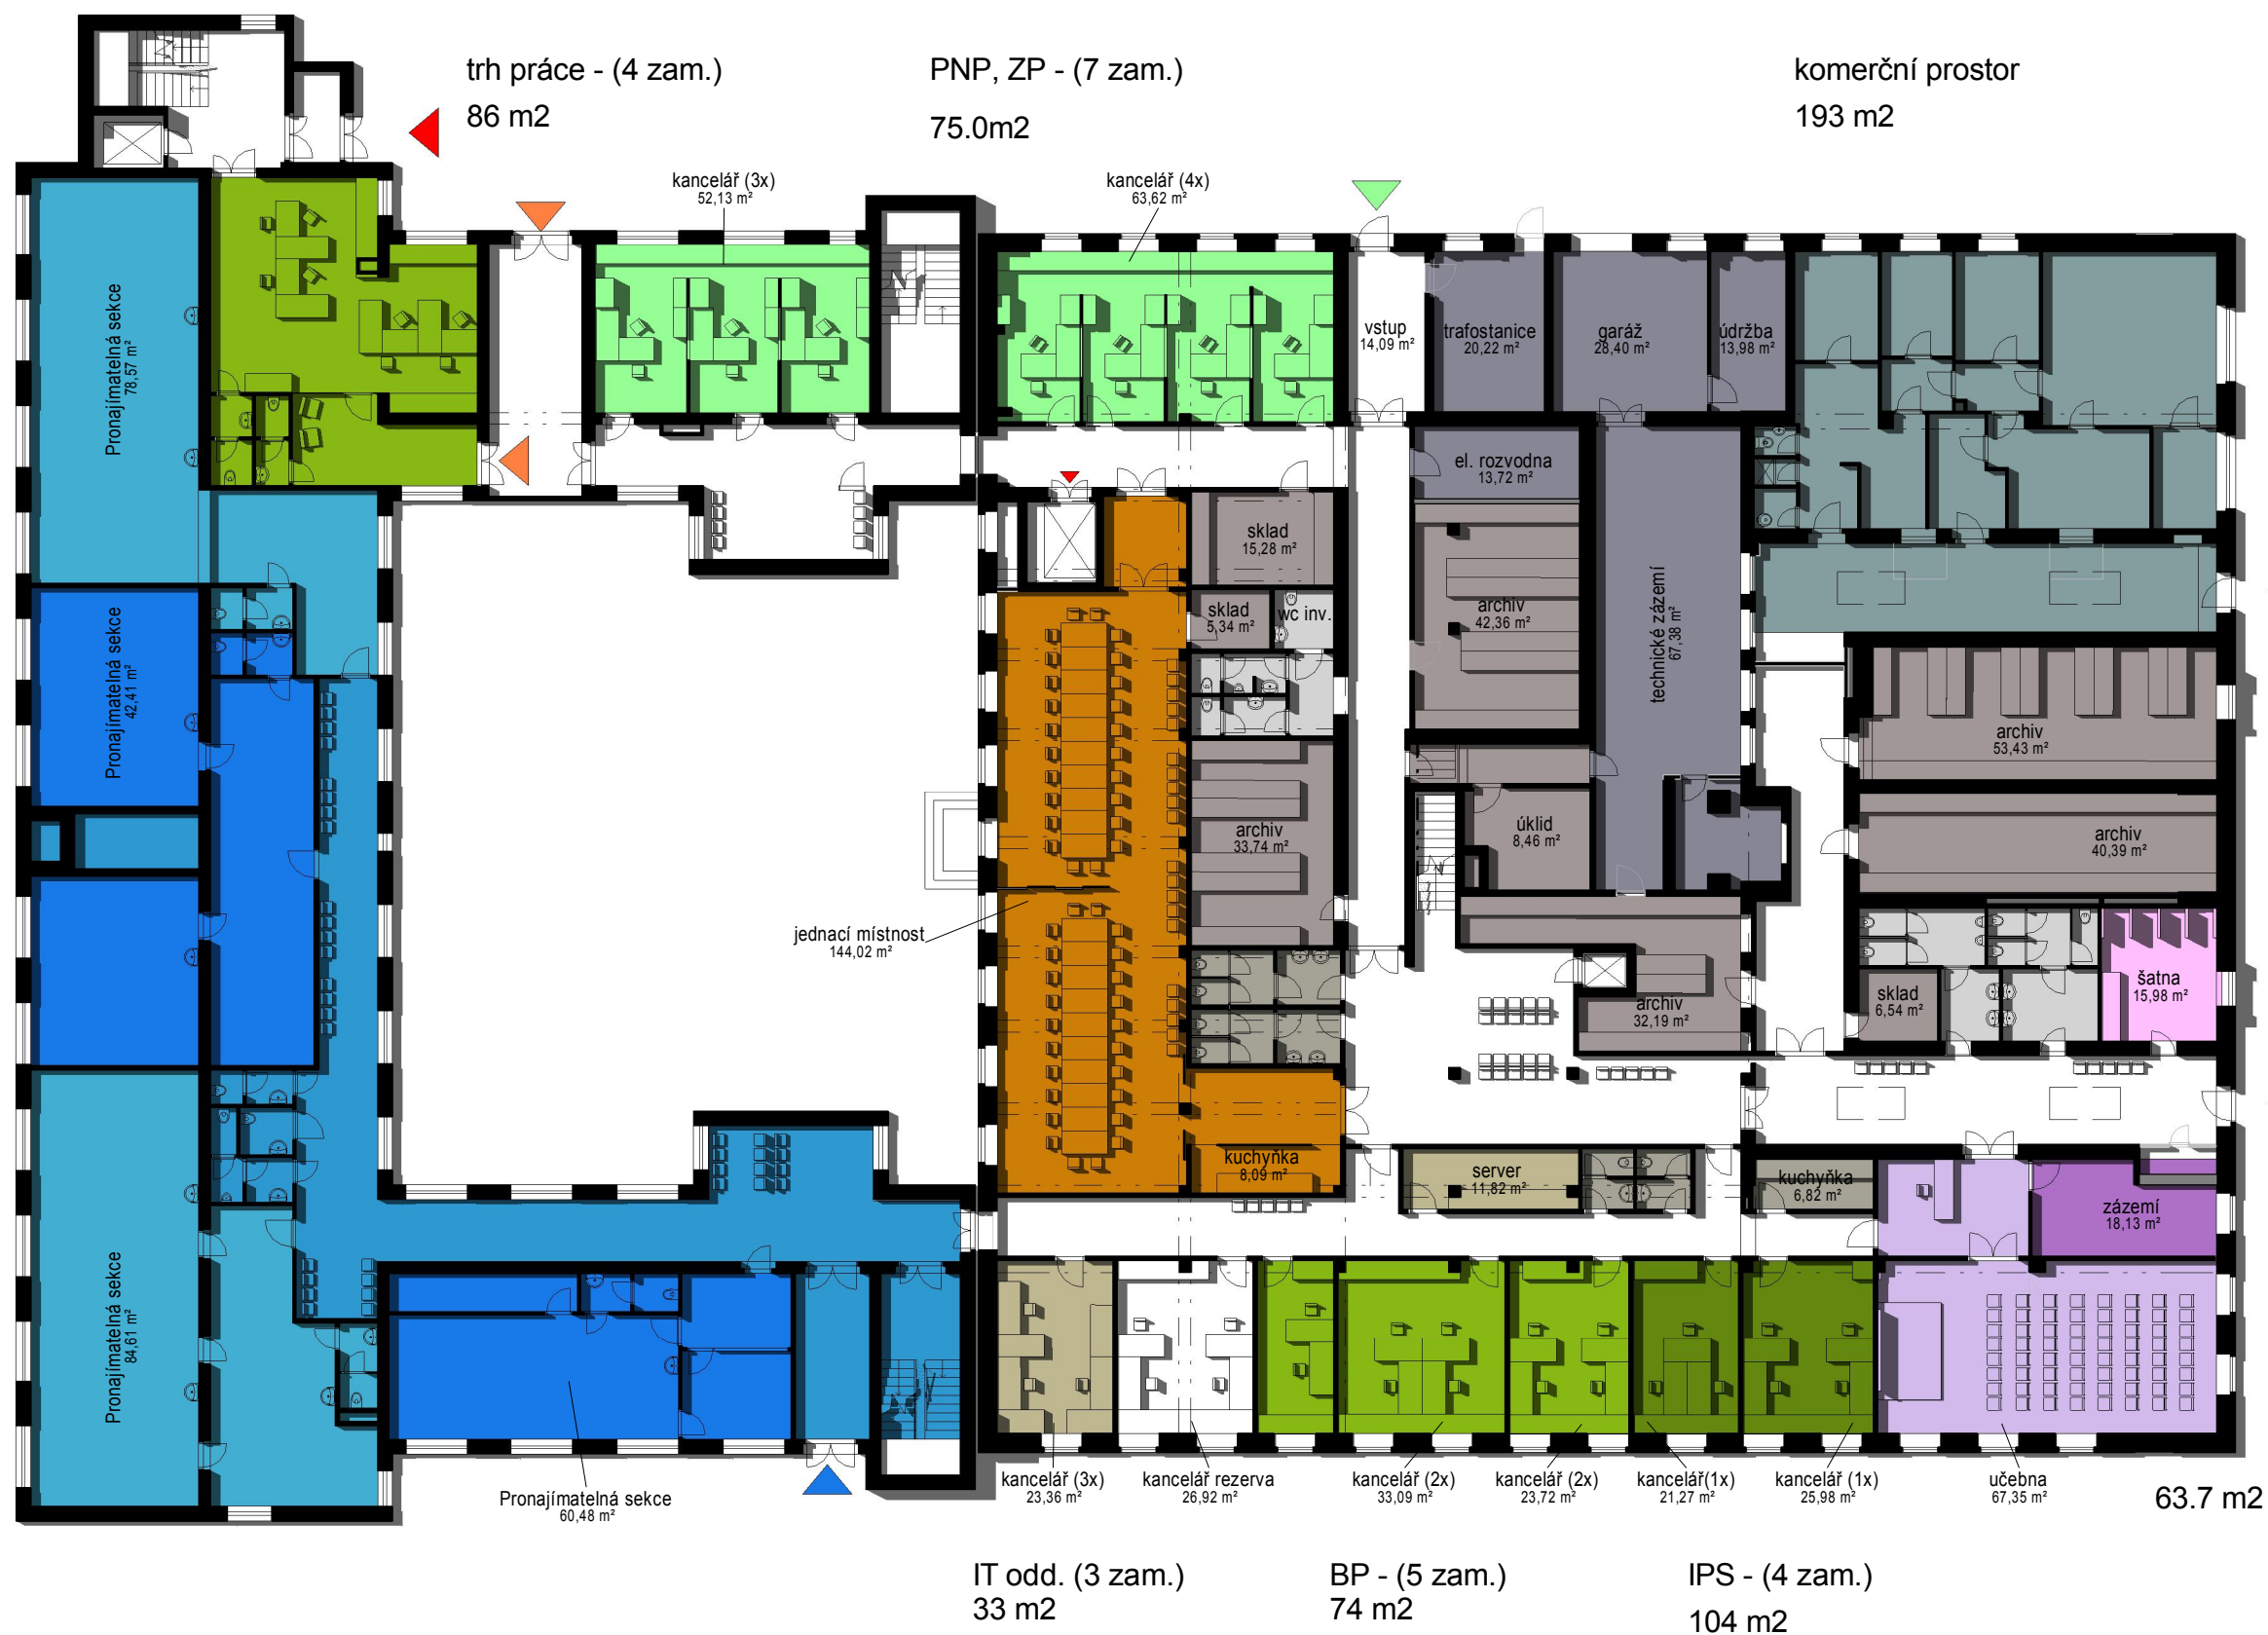 trh práce - (4 zam.)
86 m2
PNP, ZP - (7 zam.)
75.0m2
komerční prostor
193 m2
kancelář (3x)
52,13 m²
kancelář (4x)
63,62 m²
Pronajímatelná sekce
78,57 m²
vstup
14,09 m²
trafostanice
20,22 m²
garáž
28,40 m²
údržba
13,98 m²
el. rozvodna
13,72 m²
sklad
15,28 m²
sklad
5,34 m²
wc inv.
archiv
42,36 m²
technické zázemí
67,38 m²
Pronajímatelná sekce
42,41 m²
archiv
53,43 m²
archiv
33,74 m²
úklid
8,46 m²
archiv
40,39 m²
jednací místnost
144,02 m²
archiv
32,19 m²
sklad
6,54 m²
šatna
15,98 m²
kuchyňka
8,09 m²
server
11,82 m²
kuchyňka
6,82 m²
zázemí
18,13 m²
Pronajímatelná sekce
84,61 m²
Pronajímatelná sekce
60,48 m²
kancelář (3x)
23,36 m²
kancelář rezerva
26,92 m²
kancelář (2x)
33,09 m²
kancelář (2x)
23,72 m²
kancelář(1x)
21,27 m²
kancelář (1x)
25,98 m²
učebna
67,35 m²
63.7 m2
IT odd. (3 zam.)
33 m2
BP - (5 zam.)
74 m2
IPS - (4 zam.)
104 m2